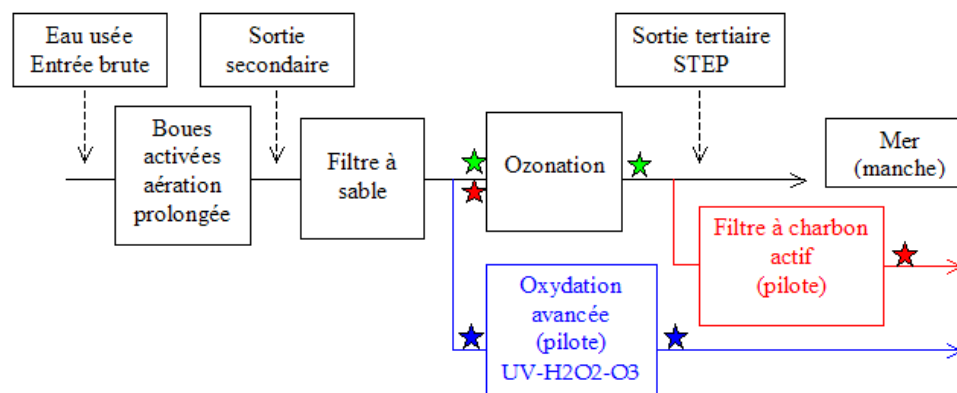 Eau usée
Entrée brute
Sortie
secondaire
Sortie tertiaire
STEP
Boues
activées
aération
prolongée
Filtre à
sable
Ozonation
Mer
(manche)
Filtre à charbon
actif
(pilote)
Oxydation
avancée
(pilote)
UV-H2O2-O3